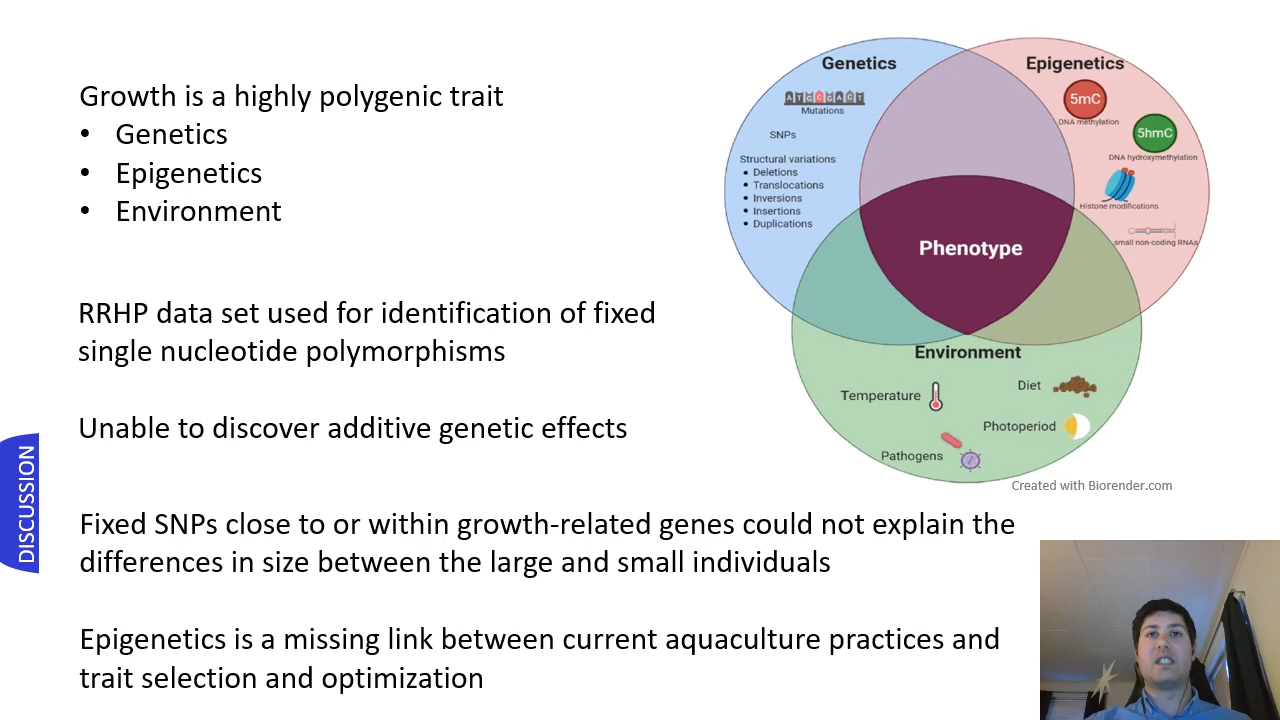 Growth is a highly polygenic trait
• Genetics
• Epigenetics
• Environment
RRHP data set used for identification of fixed
single nucleotide polymorphisms
Unable to discover additive genetic effects
Fixed SNPs close to or within growth-related genes could not explain the
differences in size between the large and small individuals
Epigenetics is a missing link between current aquaculture practices and
trait selection and optimization
DISCUSSION
Genetics
ATGCGACT
Mutations
SNPs
Structural variations
• Deletions
• Translocations
• Inversions
• Insertions
• Duplications
Epigenetics
5mC
DNA methylation
5hmC
DNA hydroxymethylation
Histone modifications
small non-coding RNAs
Phenotype
Environment
Temperature
Diet
Photoperiod
Pathogens
Created with Biorender.com